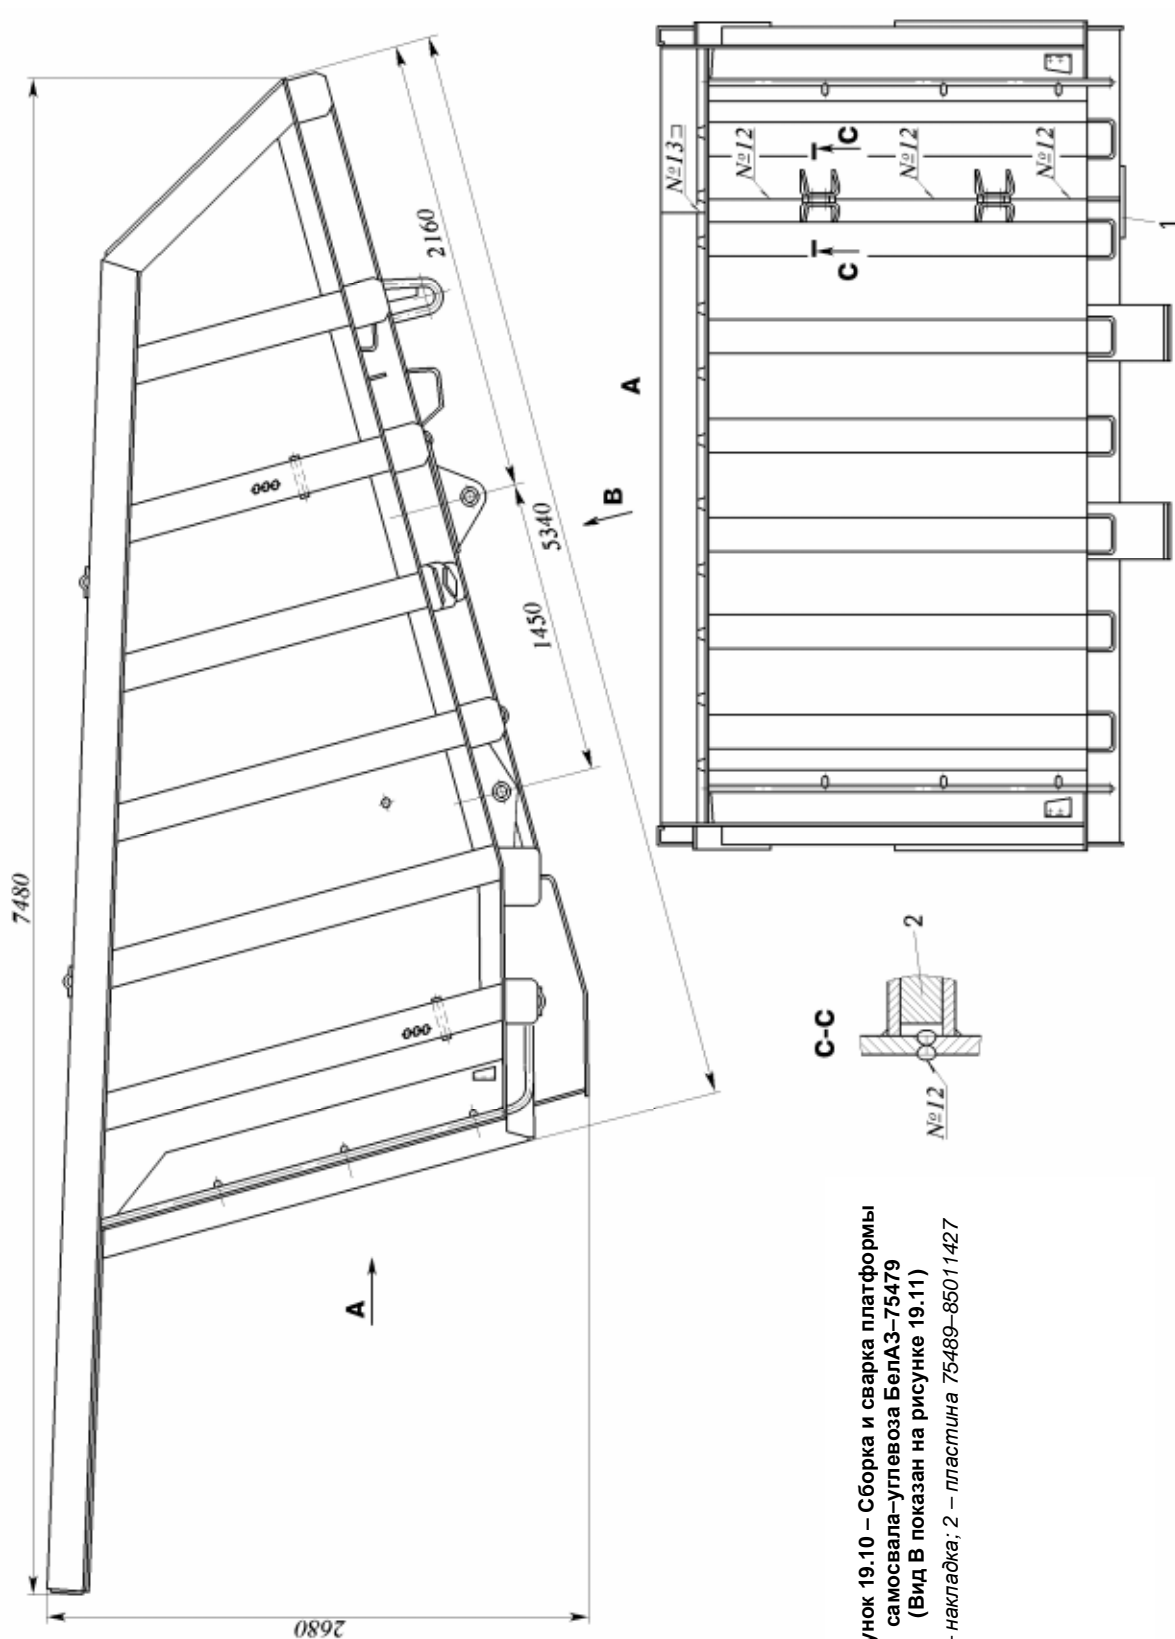 7480
2680
2160
1450
5340
A
B
A
№13
№12
№12
№12
C
C
1
C-C
2
№12
унок 19.10 – Сборка и сварка платформы
самосвала–углевоза БелАЗ–75479
(Вид В показан на рисунке 19.11)
- накладка; 2 – пластина 75489–85011427